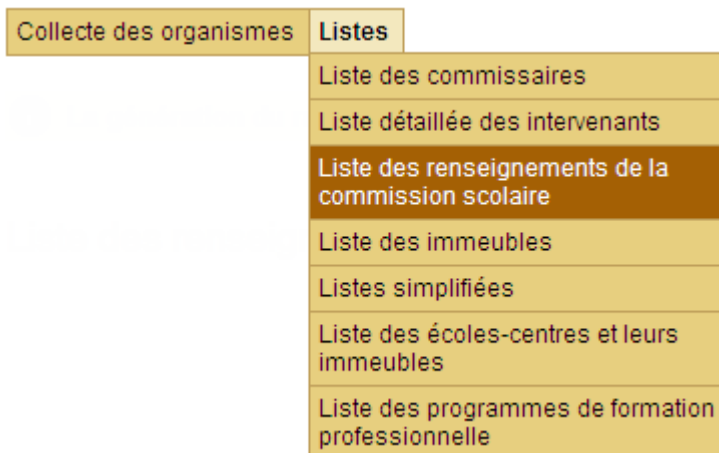 Collecte des organismes Listes
Liste des commissaires
Liste détaillée des intervenants
Liste des renseignements de la
commission scolaire
Liste des immeubles
Listes simplifiées
Liste des écoles-centres et leurs
immeubles
Liste des programmes de formation
professionnelle